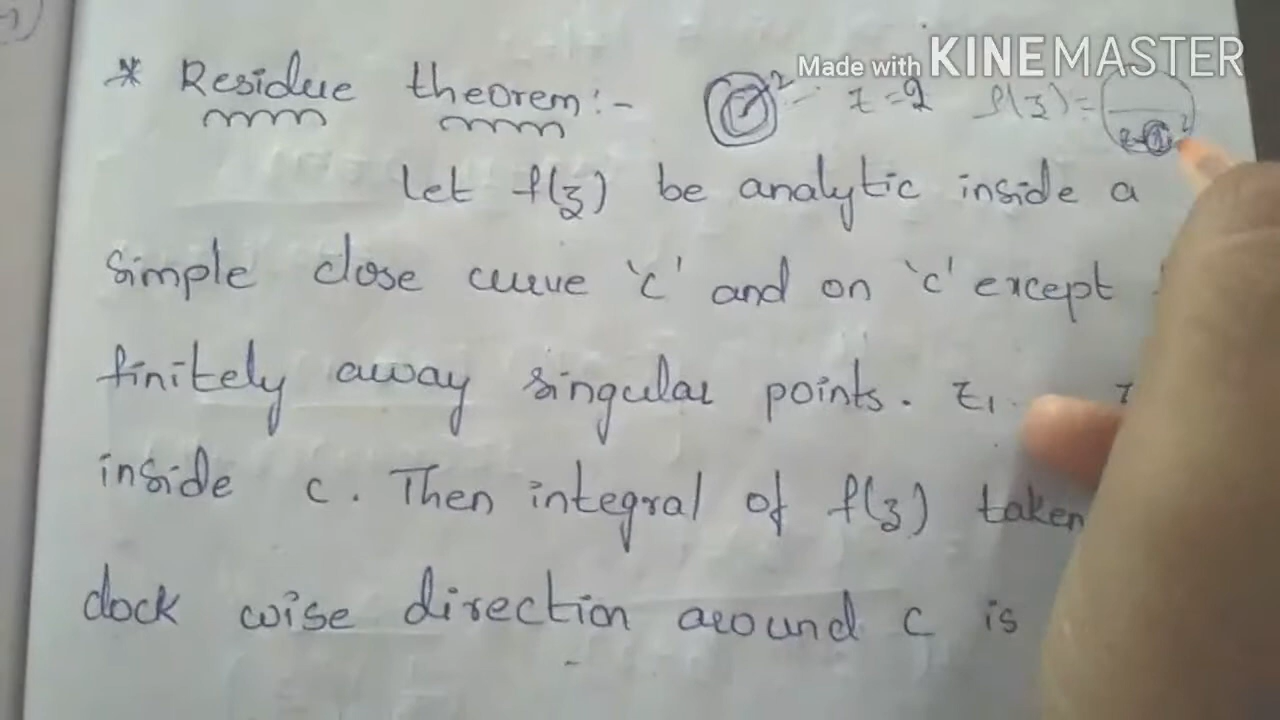 Made with KINEMASTER
* Residue theorem:- z = 2 f(z) =
Let f(z) be analytic inside a
simple close curve 'c' and on 'c' except
finitely away singular points. z1
inside c. Then integral of f(z) taken
clock wise direction around c is